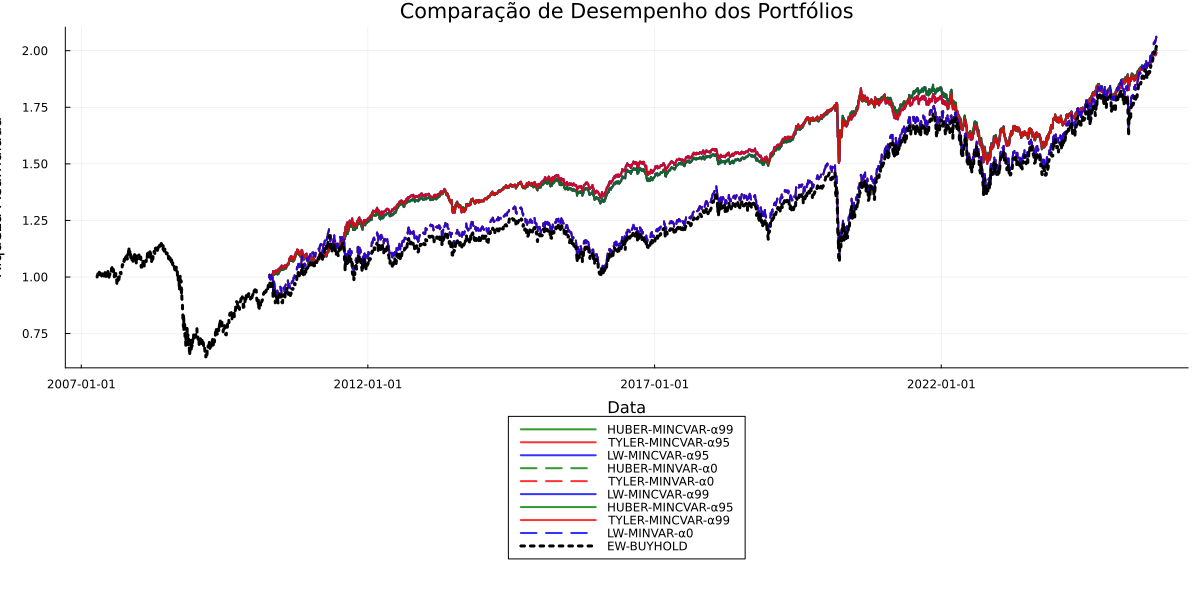 Comparação de Desempenho dos Portfólios
2.00
1.75
1.50
1.25
1.00
0.75
2007-01-01
2012-01-01
2017-01-01
2022-01-01
Data
HUBER-MINCVAR-α99
TYLER-MINCVAR-α95
LW-MINCVAR-α95
HUBER-MINVAR-α0
TYLER-MINVAR-α0
LW-MINCVAR-α99
HUBER-MINCVAR-α95
TYLER-MINCVAR-α99
LW-MINVAR-α0
EW-BUYHOLD